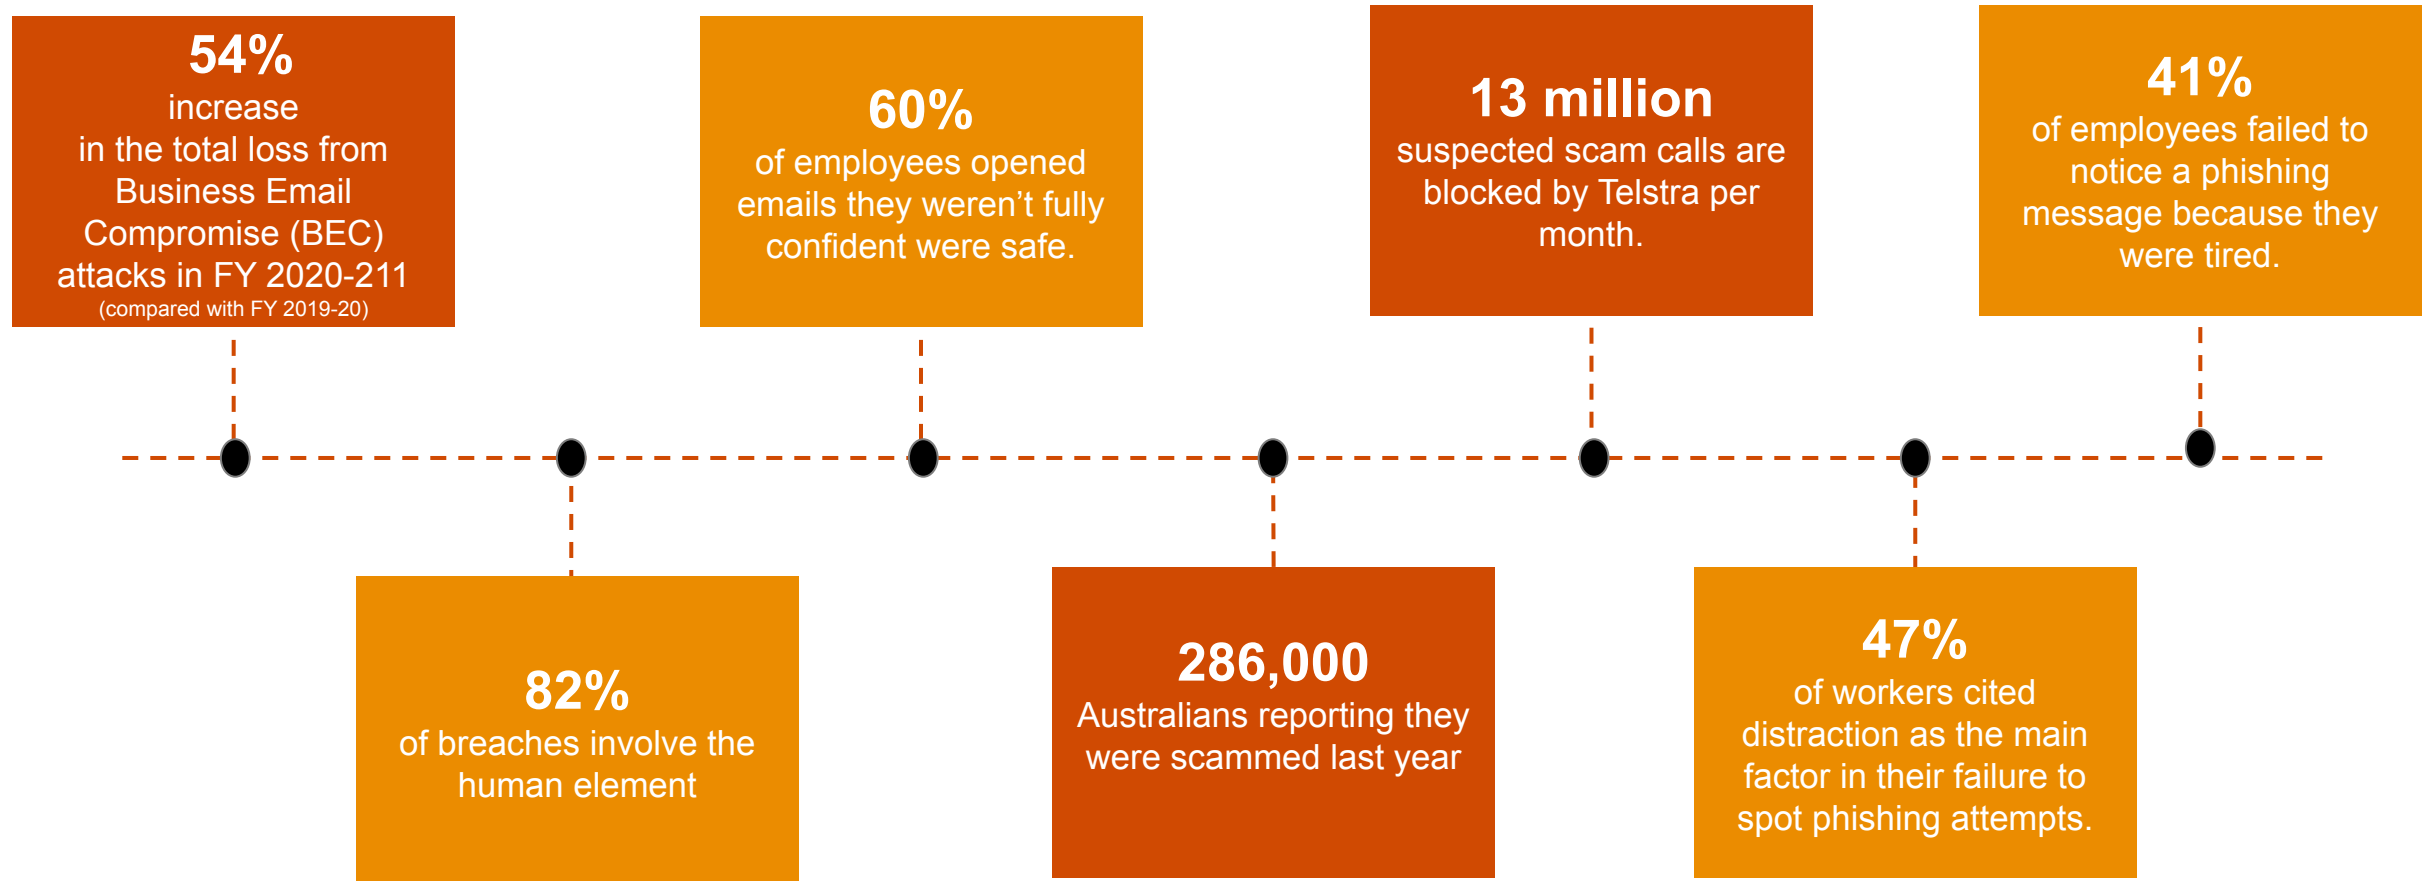 54%
increase
in the total loss from
Business Email
Compromise (BEC)
attacks in FY 2020-211
(compared with FY 2019-20)
82%
of breaches involve the
human element
60%
of employees opened
emails they weren’t fully
confident were safe.
286,000
Australians reporting they
were scammed last year
13 million
suspected scam calls are
blocked by Telstra per
month.
47%
of workers cited
distraction as the main
factor in their failure to
spot phishing attempts.
41%
of employees failed to
notice a phishing
message because they
were tired.